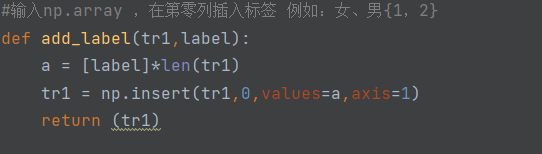 #输入np.array ，在第零列插入标签 例如：女、男{1，2}
def add_label(tr1,label):
    a = [label]*len(tr1)
    tr1 = np.insert(tr1,0,values=a,axis=1)
    return (tr1)